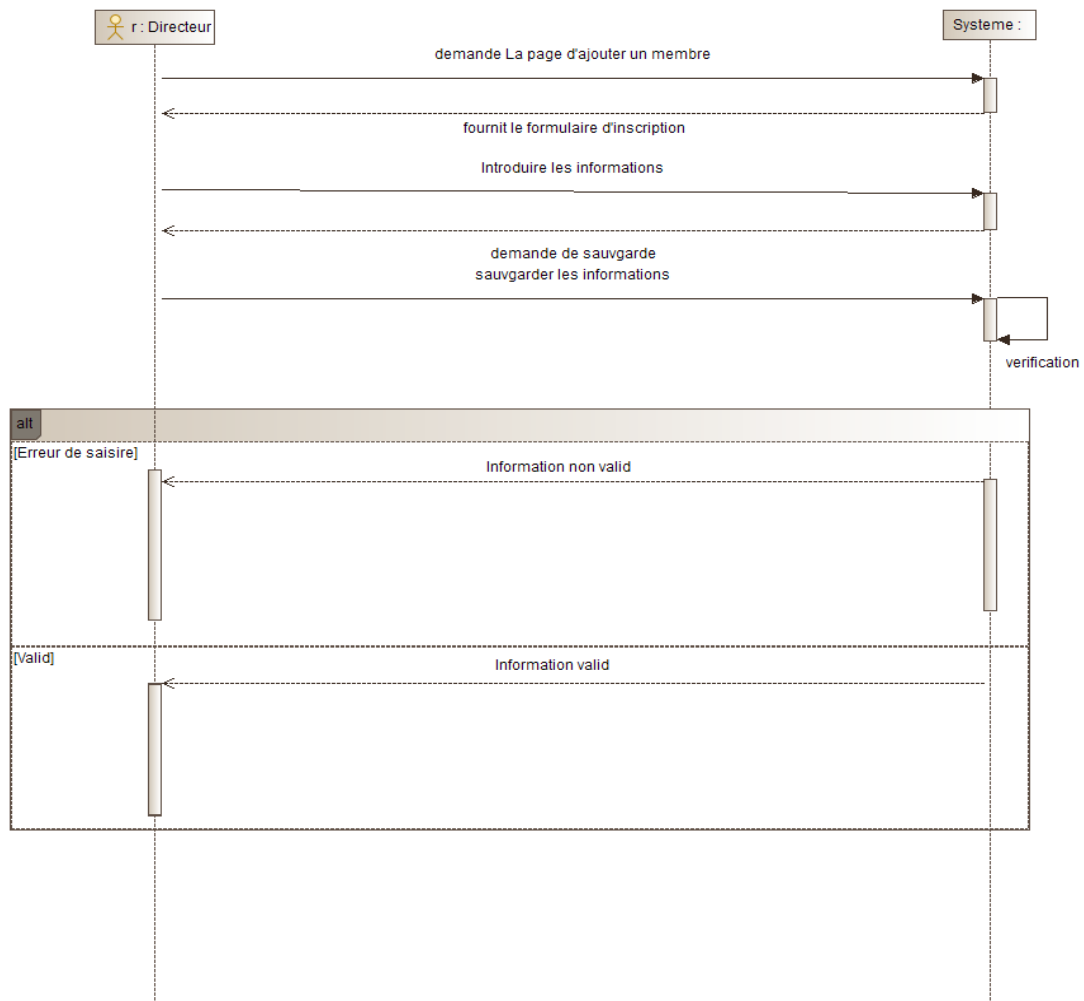 r : Directeur
Systeme :
demande La page d'ajouter un membre
fournit le formulaire d'inscription
Introduire les informations
demande de sauvgarde
sauvgarder les informations
verification
alt
[Erreur de saisire]
Information non valid
[Valid]
Information valid